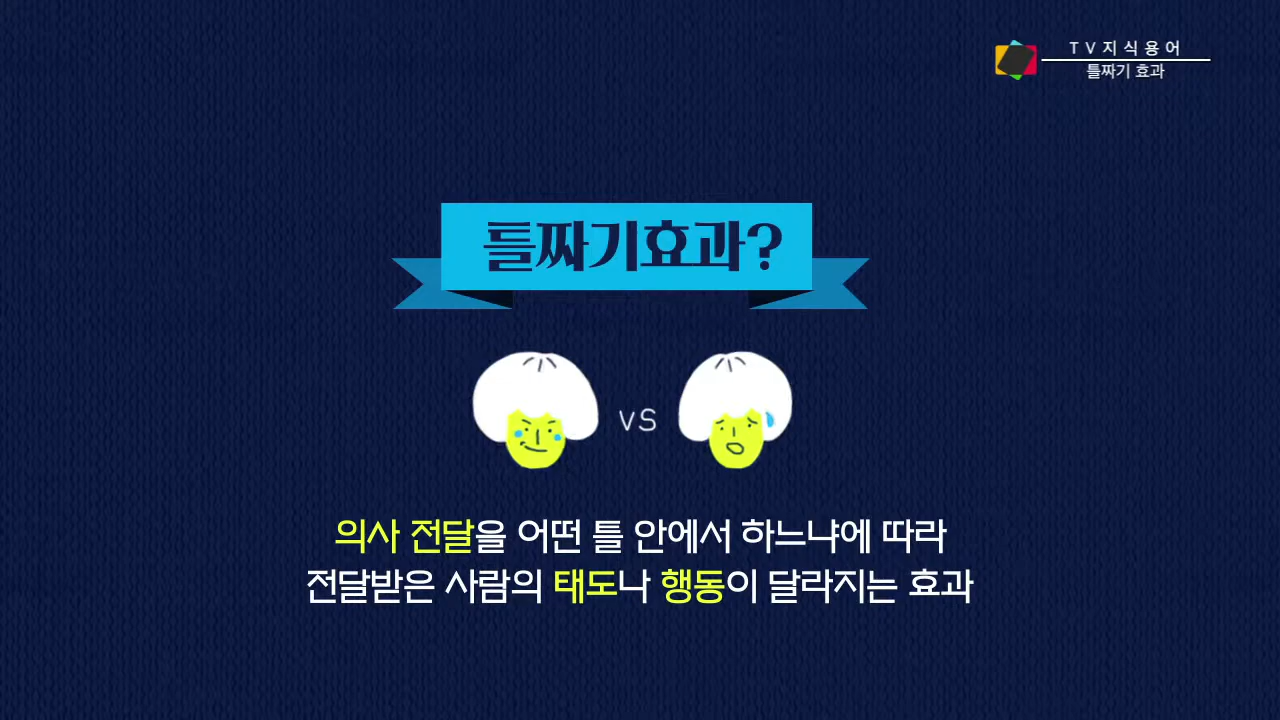 TV지식용어
틀짜기 효과
틀짜기효과?
vs
의사 전달을 어떤 틀 안에서 하느냐에 따라
전달받은 사람의 태도나 행동이 달라지는 효과